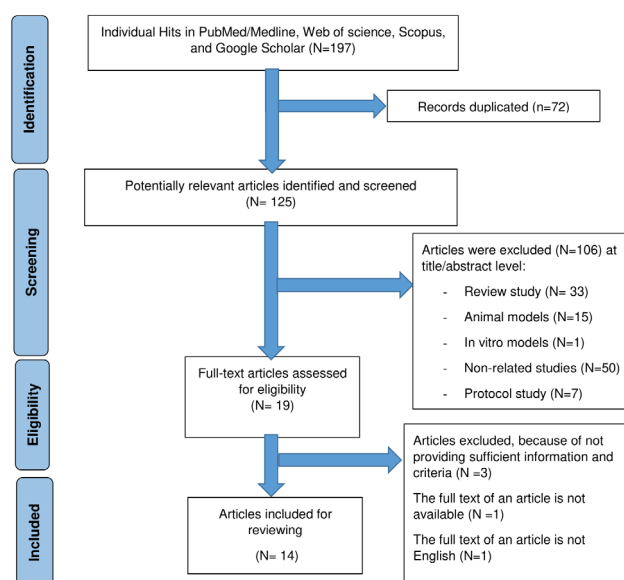 Identification
Individual Hits in PubMed/Medline, Web of science, Scopus,
and Google Scholar (N=197)
Records duplicated (n=72)
Screening
Potentially relevant articles identified and screened
(N= 125)
Articles were excluded (N=106) at
title/abstract level:
- Review study (N= 33)
- Animal models (N=15)
- In vitro models (N=1)
- Non-related studies (N=50)
- Protocol study (N=7)
Eligibility
Full-text articles assessed
for eligibility
(N= 19)
Articles excluded, because of not
providing sufficient information and
criteria (N =3)
The full text of an article is not
available (N =1)
The full text of an article is not
English (N=1)
Included
Articles included for
reviewing
(N= 14)